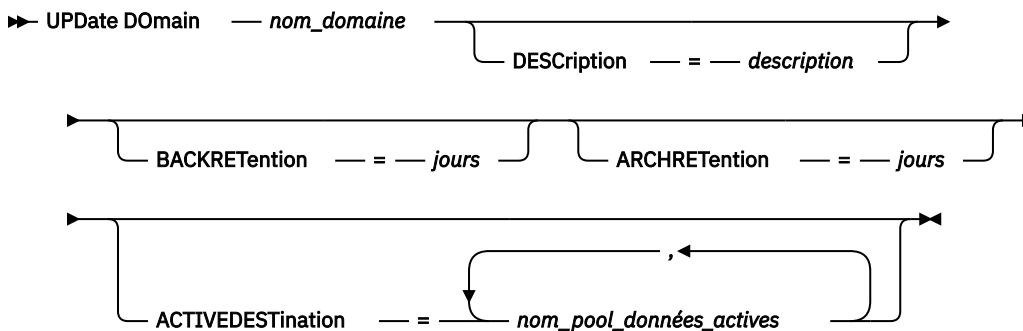 UPDate DOmain nom_domaine
DESCription = description
BACKRETention = jours ARCHRETention = jours
,
ACTIVEDESTination = nom_pool_données_actives